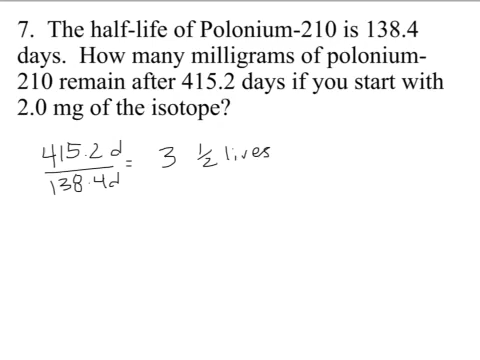 7. The half-life of Polonium-210 is 138.4
days. How many milligrams of polonium-
210 remain after 415.2 days if you start with
2.0 mg of the isotope?
415.2 d
138.4d
= 3 1/2 lives